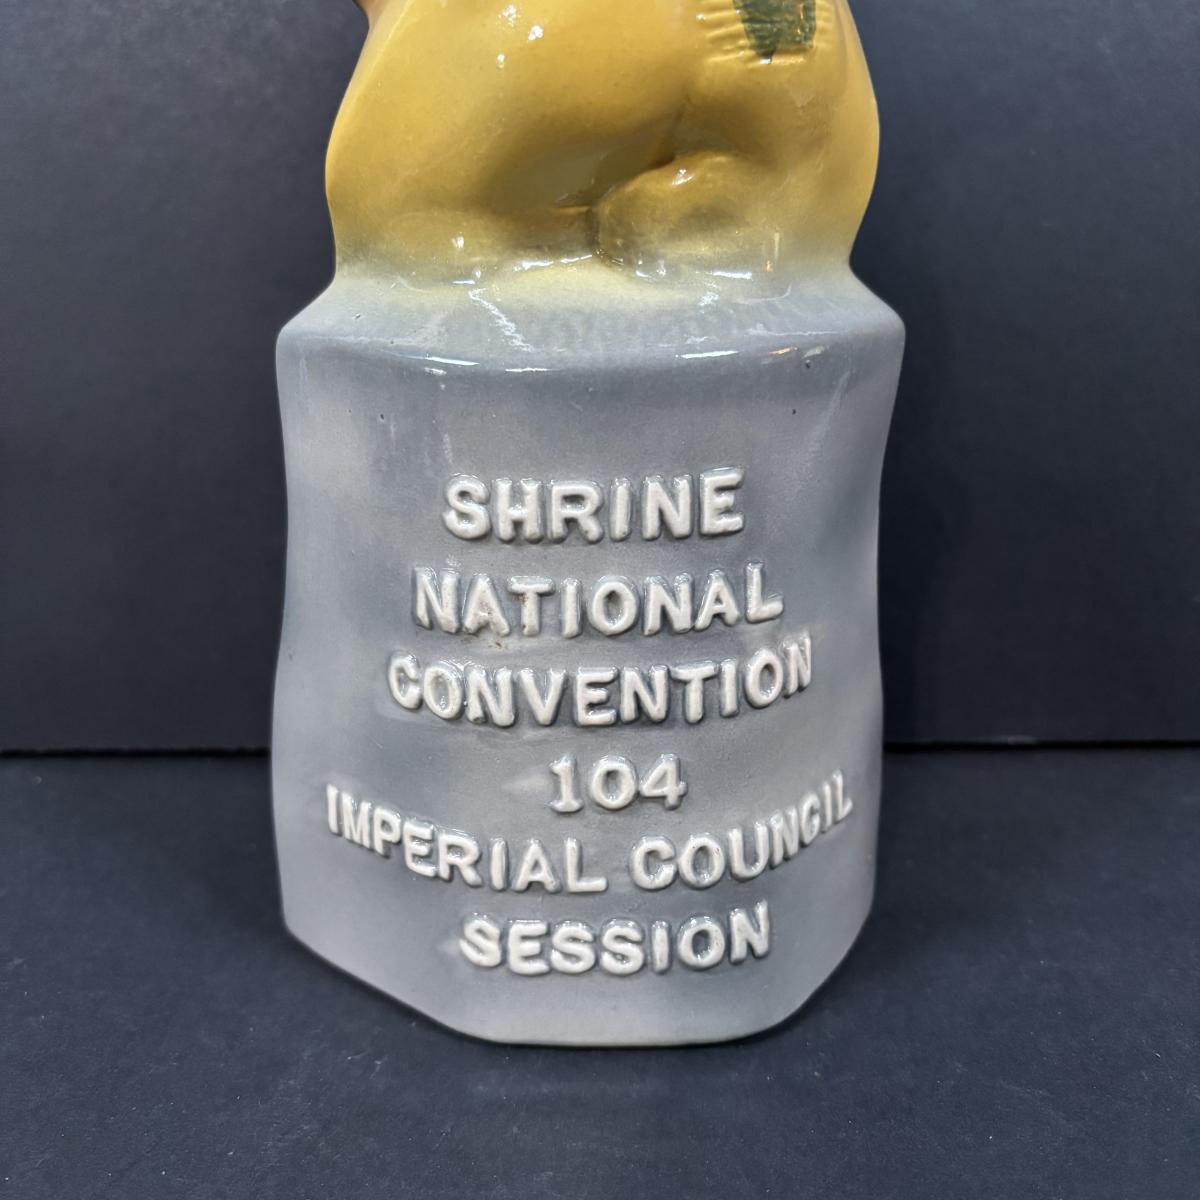 SHRINE
NATIONAL
CONVENTION
104
IMPERIAL COUNCIL
SESSION